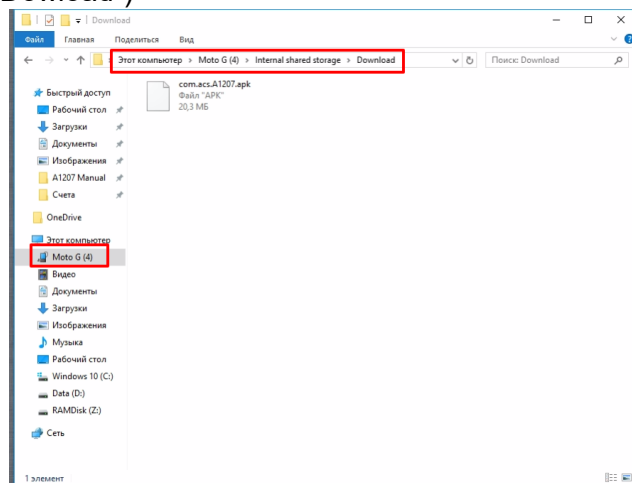 Download")
Download
Файл Главная Поделиться Вид
Этот компьютер > Moto G (4) > Internal shared storage > Download
Поиск: Download
Быстрый доступ
Рабочий стол
Загрузки
Документы
Изображения
A1207 Manual
Счета
OneDrive
Этот компьютер
Moto G (4)
Видео
Документы
Загрузки
Изображения
Музыка
Рабочий стол
Windows 10 (C:)
Data (D:)
RAMDisk (Z:)
Сеть
com.acs.A1207.apk
Файл "APK"
20,3 МБ
1 элемент